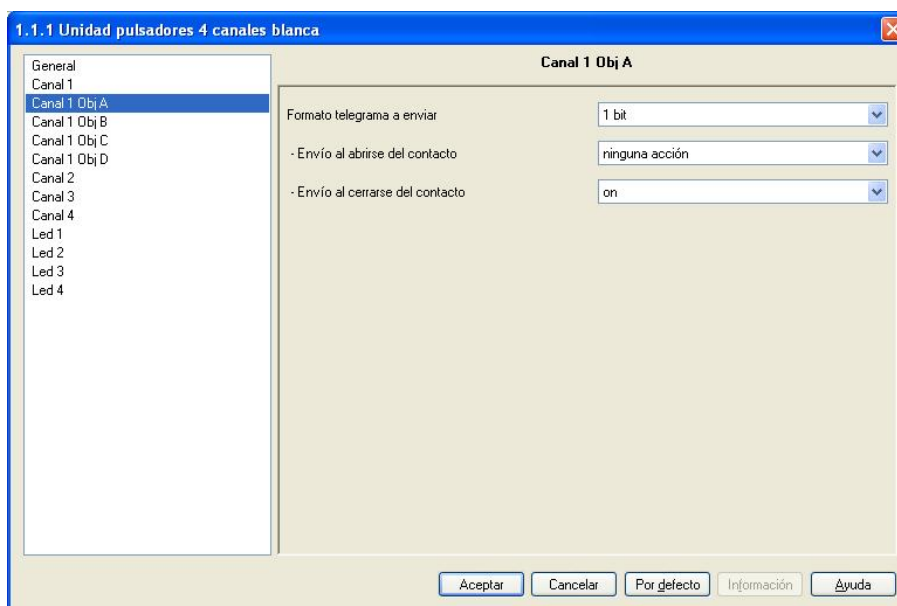 1.1.1 Unidad pulsadores 4 canales blanca
General
Canal 1
Canal 1 Obj A
Canal 1 Obj B
Canal 1 Obj C
Canal 1 Obj D
Canal 2
Canal 3
Canal 4
Led 1
Led 2
Led 3
Led 4
Canal 1 Obj A
Formato telegrama a enviar 1 bit
- Envío al abrirse del contacto ninguna acción
- Envío al cerrarse del contacto on
Aceptar Cancelar Por defecto Información Ayuda